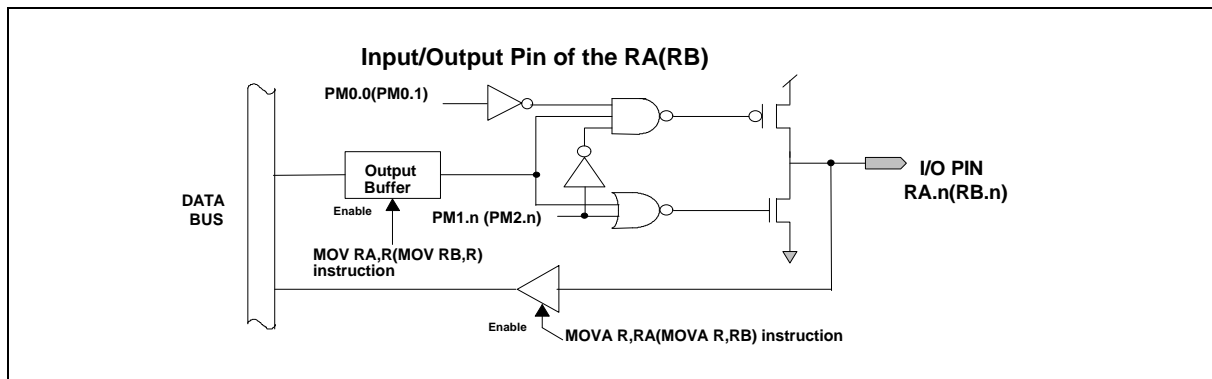 Input/Output Pin of the RA(RB)
PM0.0(PM0.1)
Output
Buffer
I/O PIN
RA.n(RB.n)
DATA
BUS
Enable
PM1.n (PM2.n)
MOV RA,R(MOV RB,R)
instruction
Enable
MOVA R,RA(MOVA R,RB) instruction